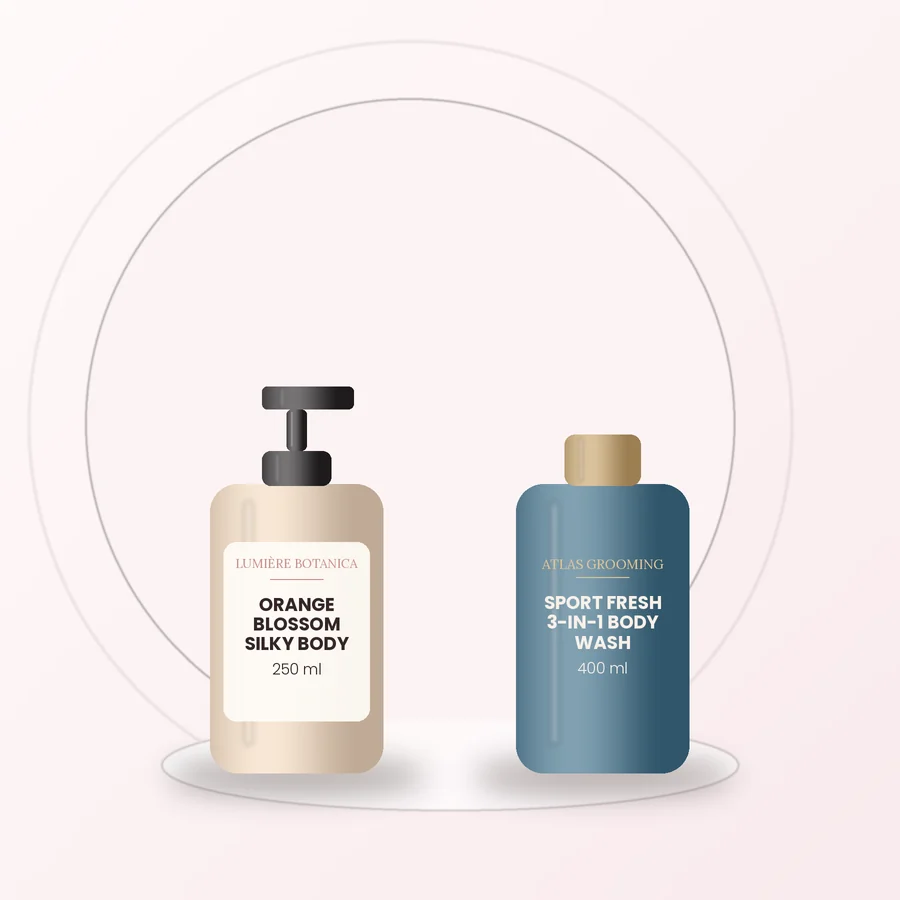 LUMIÈRE BOTANICA
ORANGE
BLOSSOM
SILKY BODY
250 ml
ATLAS GROOMING
SPORT FRESH
3-IN-1 BODY
WASH
400 ml